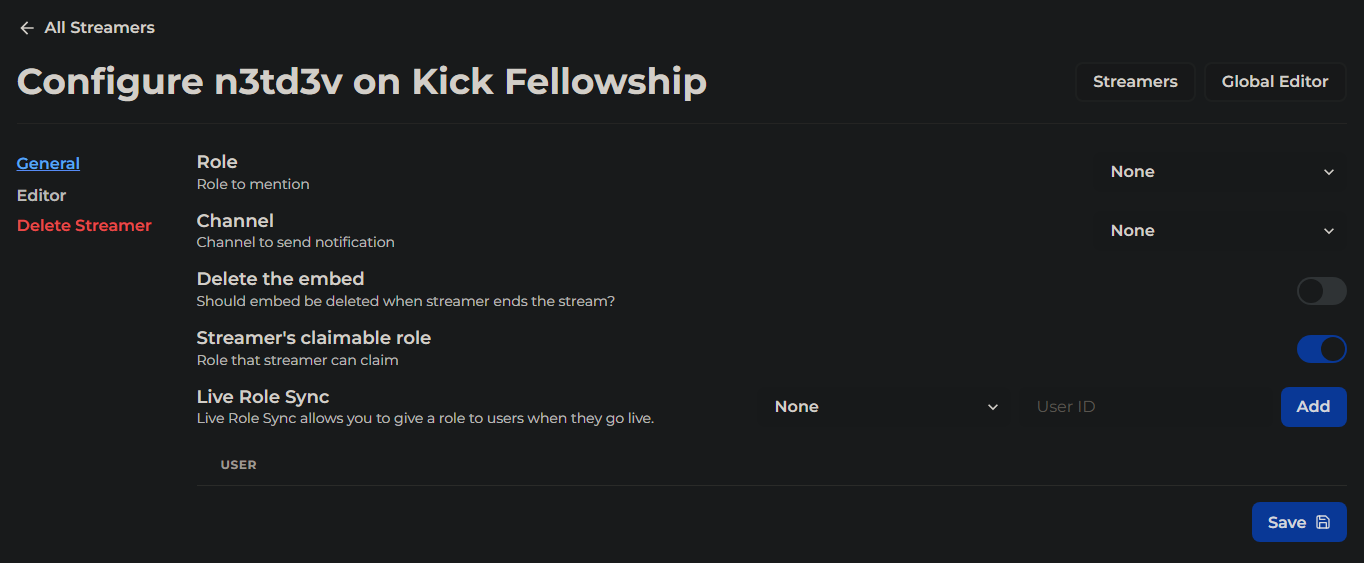 All Streamers
Configure n3td3v on Kick Fellowship
Streamers
Global Editor
General
Editor
Delete Streamer
Role
Role to mention
None
Channel
Channel to send notification
None
Delete the embed
Should embed be deleted when streamer ends the stream?
Streamer's claimable role
Role that streamer can claim
Live Role Sync
Live Role Sync allows you to give a role to users when they go live.
None
User ID
Add
USER
Save